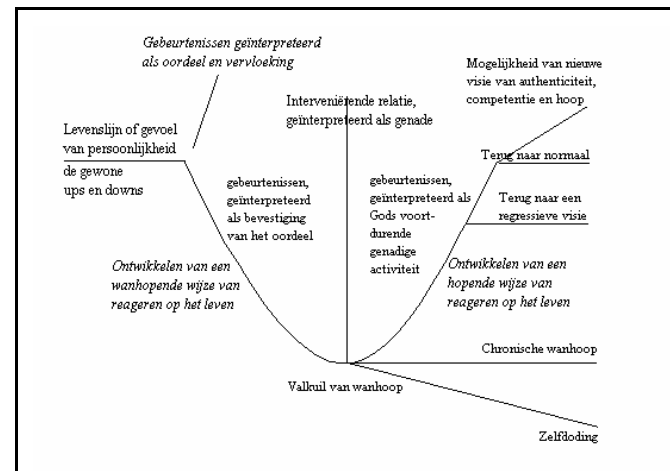 Gebeurtenissen geïnterpreteerd
als oordeel en vervloeking
Mogelijkheid van nieuwe
visie van authenticiteit,
competentie en hoop
Interveniërende relatie,
geïnterpreteerd als genade
Levenslijn of gevoel
van persoonlijkheid
de gewone
ups en downs
Terug naar normaal
gebeurtenissen,
geïnterpreteerd
als bevestiging
van het oordeel
gebeurtenissen,
geïnterpreteerd als
Gods voort-
durende
genadige
activiteit
Terug naar een
regressieve visie
Ontwikkelen van een
wanhopende wijze van
reageren op het leven
Ontwikkelen van een
hopende wijze van
reageren op het leven
Chronische wanhoop
Valkuil van wanhoop
Zelfdoding